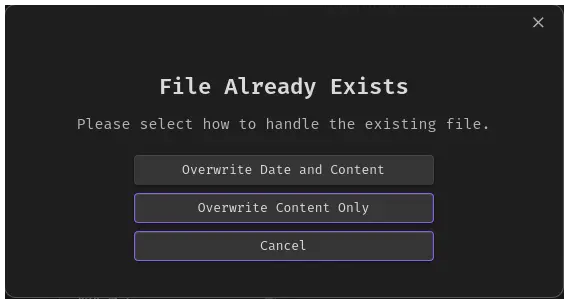 File Already Exists
Please select how to handle the existing file.
Overwrite Date and Content
Overwrite Content Only
Cancel